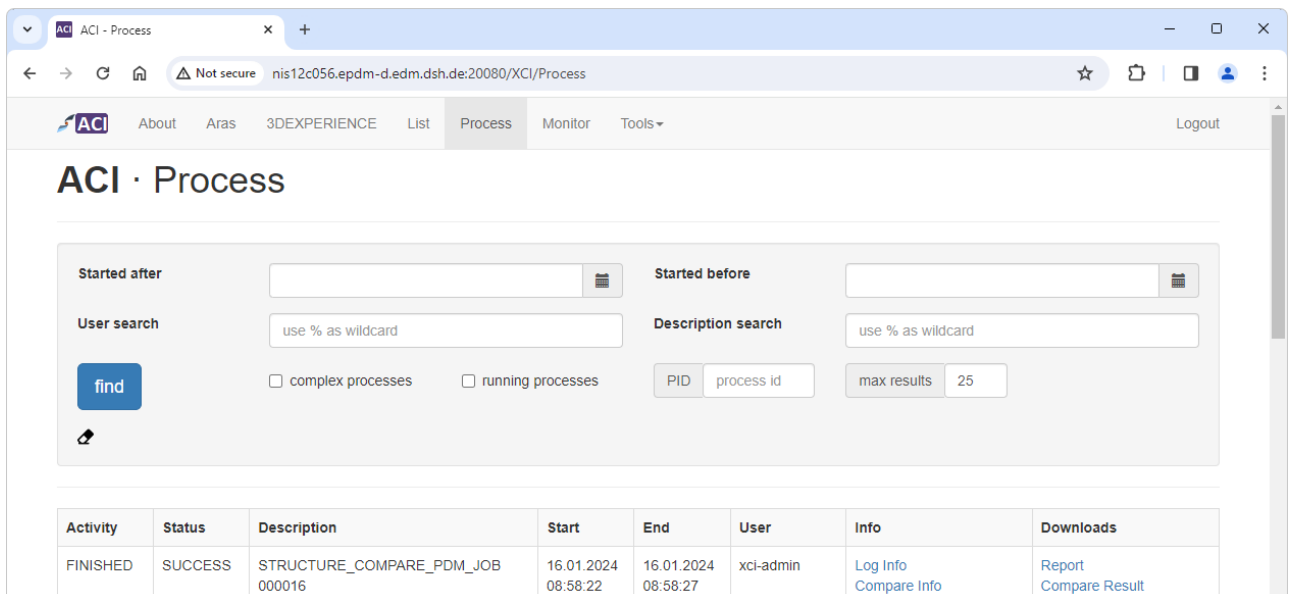 ACI ACI - Process
Not secure nis12c056.epdm-d.edm.dsh.de:20080/XCI/Process
ACI About Aras 3DEXPERIENCE List Process Monitor Tools Logout
ACI · Process
Started after Started before
User search use % as wildcard Description search use % as wildcard
find complex processes running processes PID process id max results 25
Activity Status Description Start End User Info Downloads
FINISHED SUCCESS STRUCTURE_COMPARE_PDM_JOB 16.01.2024 16.01.2024 xci-admin Log Info Report
000016 08:58:22 08:58:27 Compare Info Compare Result